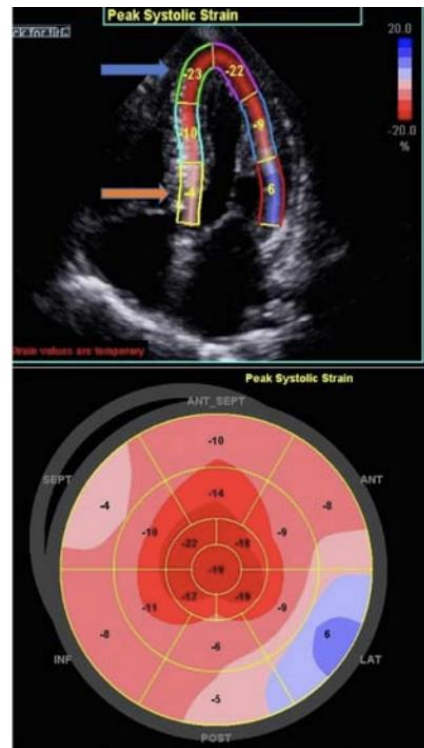 Peak Systolic Strain
20.0
-23 -22
-10 -9
-20.0
%
-4 6
Strain values are temporary
Peak Systolic Strain
ANT_SEPT
-10
SEPT ANT
-14
-4 -8
-10 -9
-22 -18
-19
-19
-11 -9
-8 6
-6
INF LAT
-5
POST